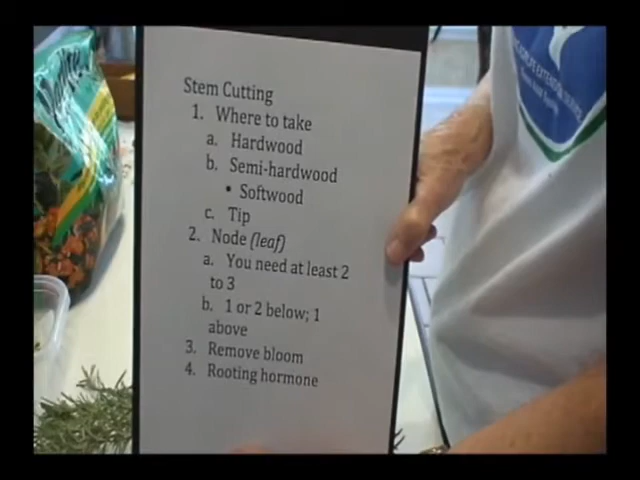 Stem Cutting
1. Where to take
a. Hardwood
b. Semi-hardwood
• Softwood
c. Tip
2. Node (leaf)
a. You need at least 2
to 3
b. 1 or 2 below; 1
above
3. Remove bloom
4. Rooting hormone